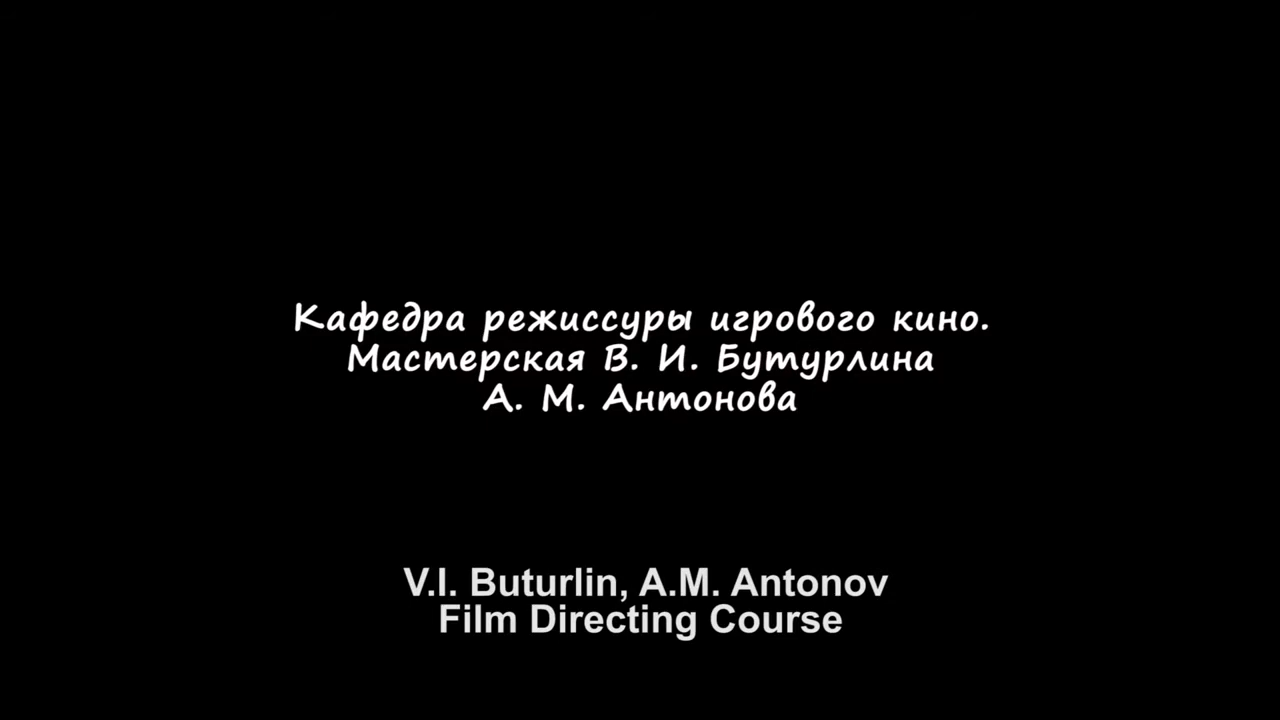 Кафедра режиссуры игрового кино.
Мастерская В. И. Бутурлина
А. М. Антонова
V.I. Buturlin, A.M. Antonov
Film Directing Course